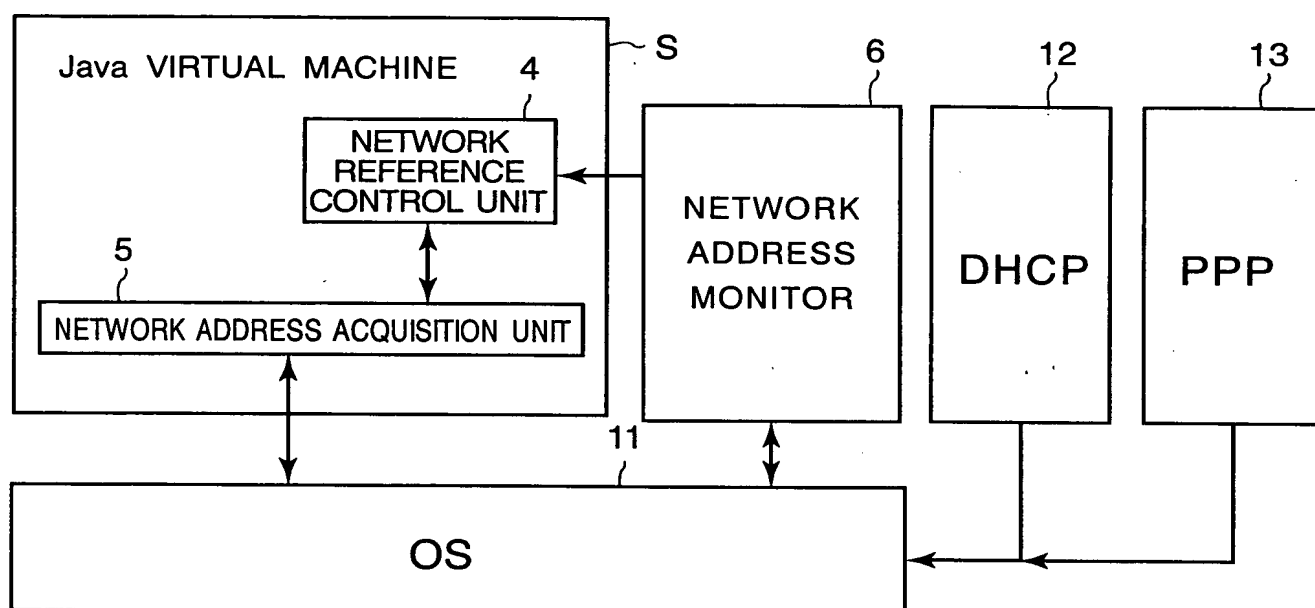 Java VIRTUAL MACHINE
S
4
NETWORK
REFERENCE
CONTROL UNIT
5
NETWORK ADDRESS ACQUISITION UNIT
6
NETWORK
ADDRESS
MONITOR
12
DHCP
13
PPP
11
OS